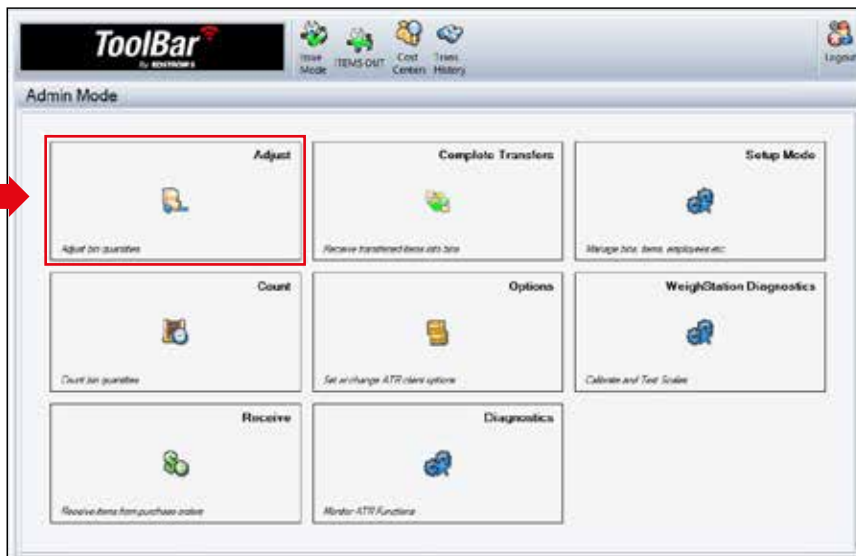 ToolBar
Issue Mode
ITEMS OUT
Cost Centers
Trans History
Logout
Admin Mode
Adjust
Adjust bin quantities
Complete Transfers
Receive transferred items into bins
Setup Mode
Manage bins, items, employees etc
Count
Count bin quantities
Options
Set or change ATR client options
WeighStation Diagnostics
Calibrate and Test Scales
Receive
Receive items from purchase orders
Diagnostics
Monitor ATR Functions